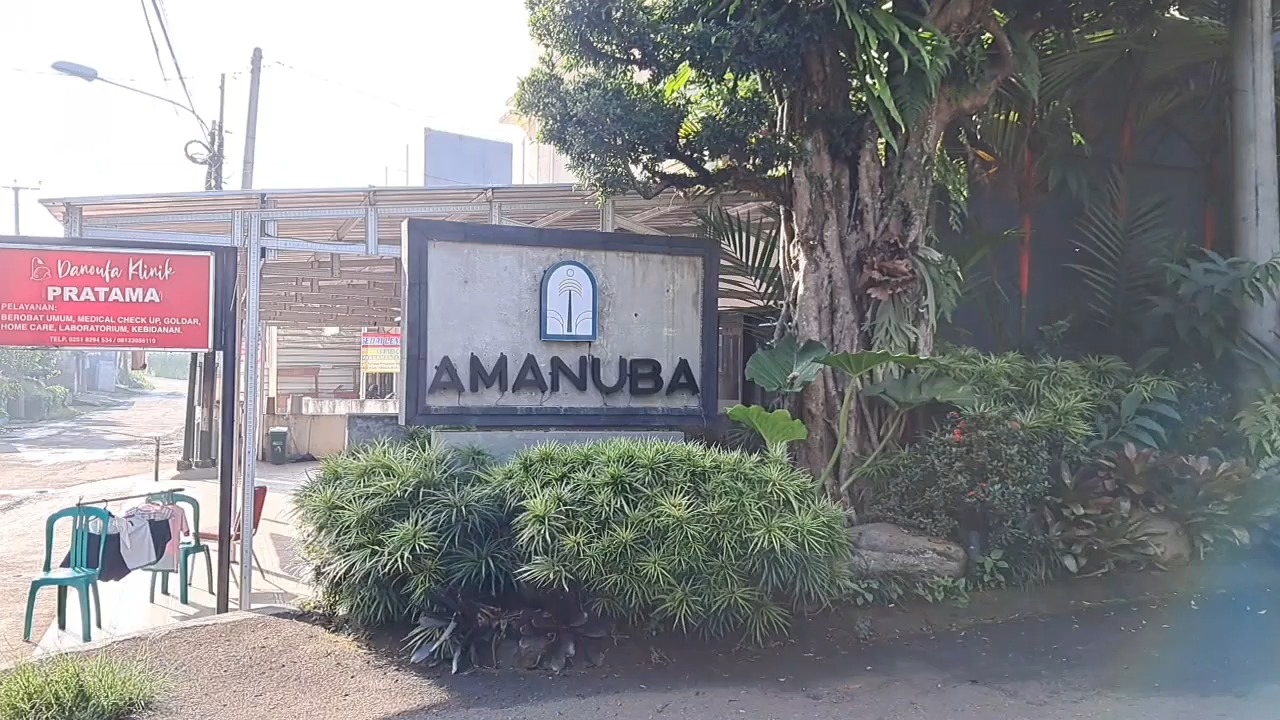 Danoufa Klinik
PRATAMA
PELAYANAN:
BEROBAT UMUM, MEDICAL CHECK UP, GOLDAR,
HOME CARE, LABORATORIUM, KEBIDANAN.
AMANUBA